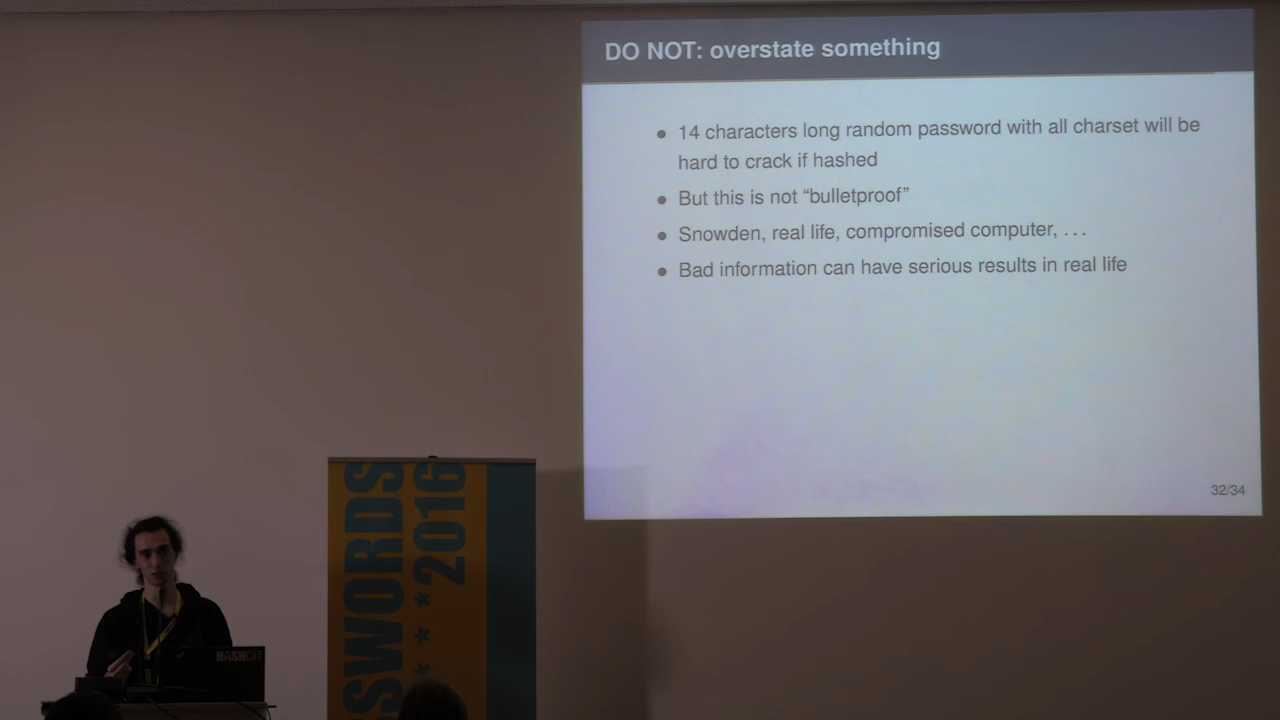 DO NOT: overstate something
• 14 characters long random password with all charset will be
hard to crack if hashed
• But this is not “bulletproof”
• Snowden, real life, compromised computer, . . .
• Bad information can have serious results in real life
32/34
SWORDS
* * * 2016
HASHCAT